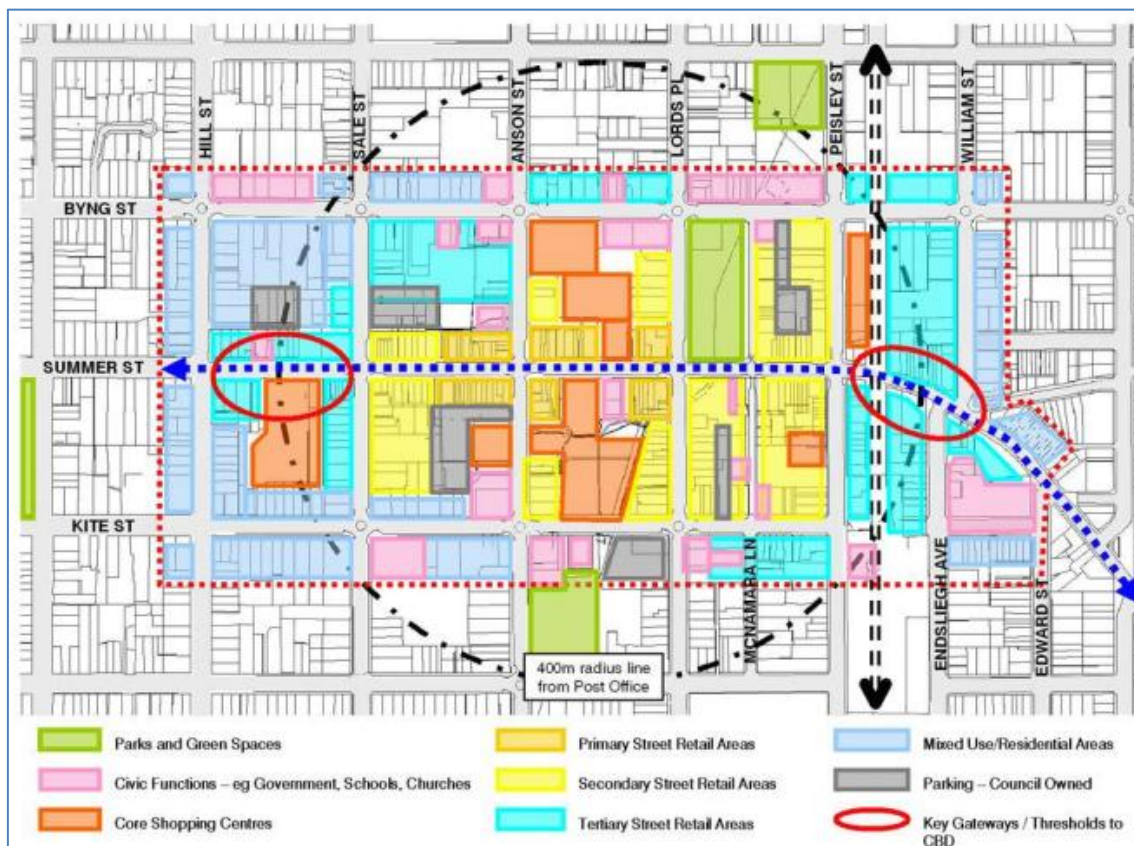 HILL ST
SALE ST
ANSON ST
LORDS PL
PEISLEY ST
WILLIAM ST
BYNG ST
SUMMER ST
KITE ST
MCNAMARA LN
ENDSLIEGH AVE
EDWARD ST
400m radius line
from Post Office
Parks and Green Spaces
Civic Functions – eg Government, Schools, Churches
Core Shopping Centres
Primary Street Retail Areas
Secondary Street Retail Areas
Tertiary Street Retail Areas
Mixed Use/Residential Areas
Parking – Council Owned
Key Gateways / Thresholds to
CBD